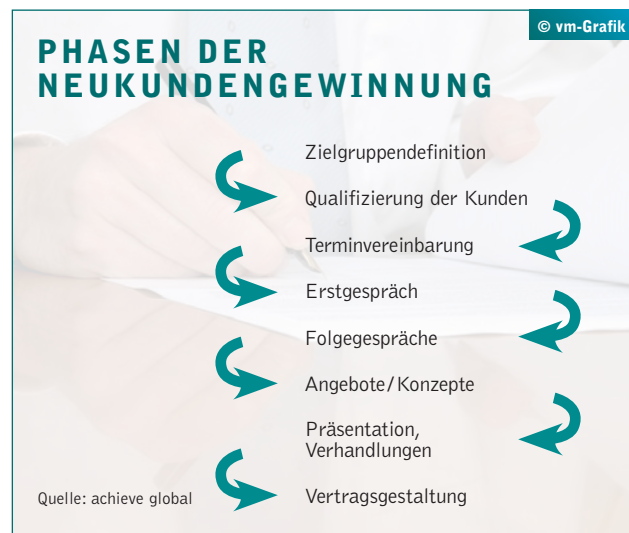 © vm-Grafik
PHASEN DER
NEUKUNDENGEWINNUNG
Zielgruppendefinition
Qualifizierung der Kunden
Terminvereinbarung
Erstgespräch
Folgegespräche
Angebote/Konzepte
Präsentation,
Verhandlungen
Vertragsgestaltung
Quelle: achieve global